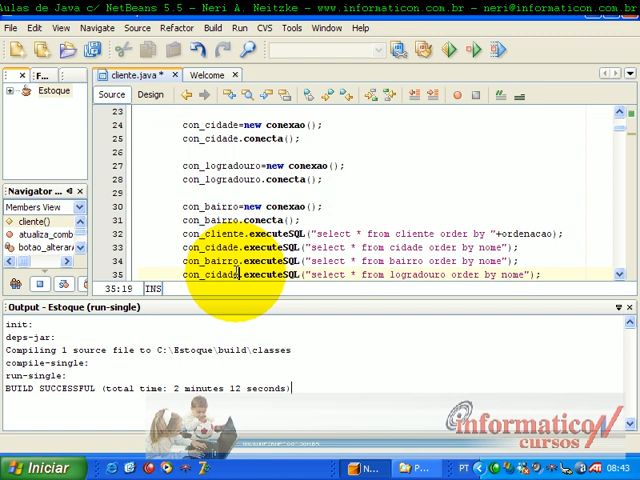 Aulas de Java c/ NetBeans 5.5 - Neri A. Neitzke - www.informaticon.com.br - neri@informaticon.com.br
File Edit View Navigate Source Refactor Build Run CVS Tools Window Help
F...
cliente.java *
Welcome
Estoque
Source
Design
23
24 con_cidade=new conexao();
25 con_cidade.conecta();
26
27 con_logradouro=new conexao();
28 con_logradouro.conecta();
29
30 con_bairro=new conexao();
31 con_bairro.conecta();
32 con_cliente.executeSQL("select * from cliente order by "+ordenacao);
33 con_cidade.executeSQL("select * from cidade order by nome");
34 con_bairro.executeSQL("select * from bairro order by nome");
35 con_cidade.executeSQL("select * from logradouro order by nome");
Navigator
Members View
cliente()
atualiza_comb
botao_alterarA
35:19
INS
Output - Estoque (run-single)
init:
deps-jar:
Compiling 1 source file to C:\Estoque\build\classes
compile-single:
run-single:
BUILD SUCCESSFUL (total time: 2 minutes 12 seconds)
informaticoN
cursos
Iniciar
N...
P...
PT
08:43